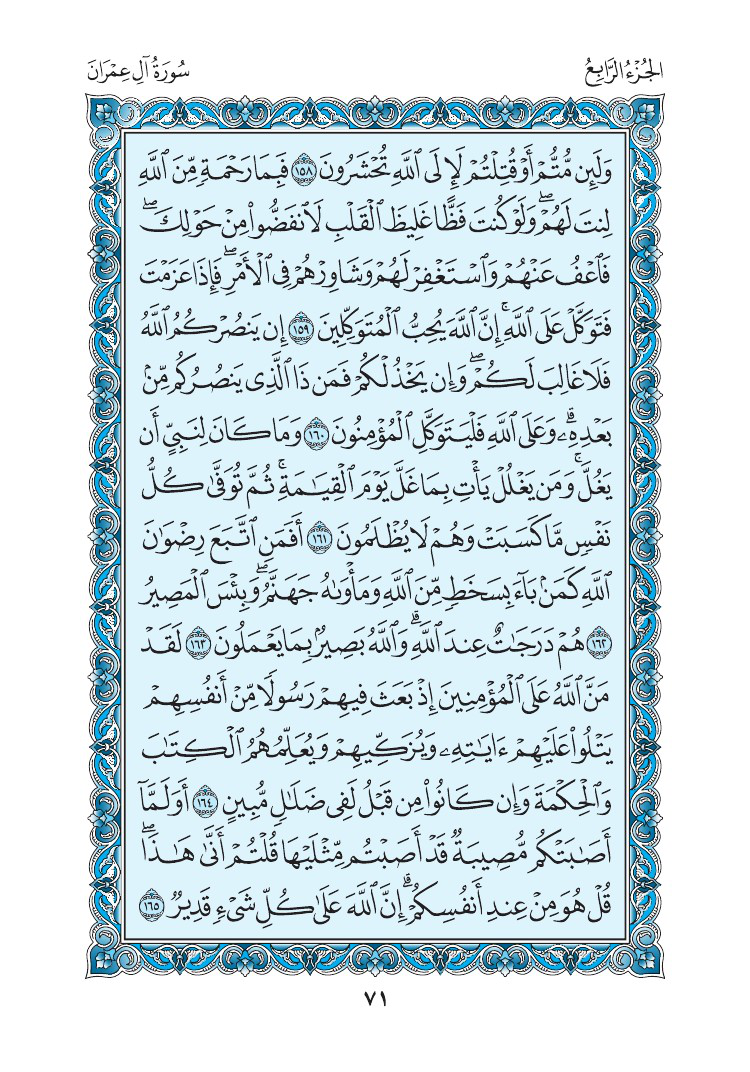 الجُزْءُ الرَّابِعُ
سُورَةُ آلِ عِمْرَانَ
وَلَئِن مُّتُّمْ أَوْ قُتِلْتُمْ لَإِلَى ٱللَّهِ تُحْشَرُونَ ١٥٨ فَبِمَا رَحْمَةٍ مِّنَ ٱللَّهِ
لِنتَ لَهُمْ ۖ وَلَوْ كُنتَ فَظًّا غَلِيظَ ٱلْقَلْبِ لَٱنفَضُّوا۟ مِنْ حَوْلِكَ ۖ
فَٱعْفُ عَنْهُمْ وَٱسْتَغْفِرْ لَهُمْ وَشَاوِرْهُمْ فِى ٱلْأَمْرِ ۖ فَإِذَا عَزَمْتَ
فَتَوَكَّلْ عَلَى ٱللَّهِ ۚ إِنَّ ٱللَّهَ يُحِبُّ ٱلْمُتَوَكِّلِينَ ١٥٩ إِن يَنصُرْكُمُ ٱللَّهُ
فَلَا غَالِبَ لَكُمْ ۖ وَإِن يَخْذُلْكُمْ فَمَن ذَا ٱلَّذِى يَنصُرُكُم مِّنۢ
بَعْدِهِۦ ۗ وَعَلَى ٱللَّهِ فَلْيَتَوَكَّلِ ٱلْمُؤْمِنُونَ ١٦٠ وَمَا كَانَ لِنَبِىٍّ أَن
يَغُلَّ ۚ وَمَن يَغْلُلْ يَأْتِ بِمَا غَلَّ يَوْمَ ٱلْقِيَـٰمَةِ ۚ ثُمَّ تُوَفَّىٰ كُلُّ
نَفْسٍ مَّا كَسَبَتْ وَهُمْ لَا يُظْلَمُونَ ١٦١ أَفَمَنِ ٱتَّبَعَ رِضْوَٰنَ
ٱللَّهِ كَمَنۢ بَآءَ بِسَخَطٍ مِّنَ ٱللَّهِ وَمَأْوَىٰهُ جَهَنَّمُ ۖ وَبِئْسَ ٱلْمَصِيرُ
١٦٢ هُمْ دَرَجَـٰتٌ عِندَ ٱللَّهِ ۗ وَٱللَّهُ بَصِيرٌۢ بِمَا يَعْمَلُونَ ١٦٣ لَقَدْ
مَنَّ ٱللَّهُ عَلَى ٱلْمُؤْمِنِينَ إِذْ بَعَثَ فِيهِمْ رَسُولًا مِّنْ أَنفُسِهِمْ
يَتْلُوا۟ عَلَيْهِمْ ءَايَـٰتِهِۦ وَيُزَكِّيهِمْ وَيُعَلِّمُهُمُ ٱلْكِتَـٰبَ
وَٱلْحِكْمَةَ وَإِن كَانُوا۟ مِن قَبْلُ لَفِى ضَلَـٰلٍ مُّبِينٍ ١٦٤ أَوَلَمَّآ
أَصَـٰبَتْكُم مُّصِيبَةٌ قَدْ أَصَبْتُم مِّثْلَيْهَا قُلْتُمْ أَنَّىٰ هَـٰذَا ۖ
قُلْ هُوَ مِنْ عِندِ أَنفُسِكُمْ ۗ إِنَّ ٱللَّهَ عَلَىٰ كُلِّ شَىْءٍ قَدِيرٌ ١٦٥
٧١